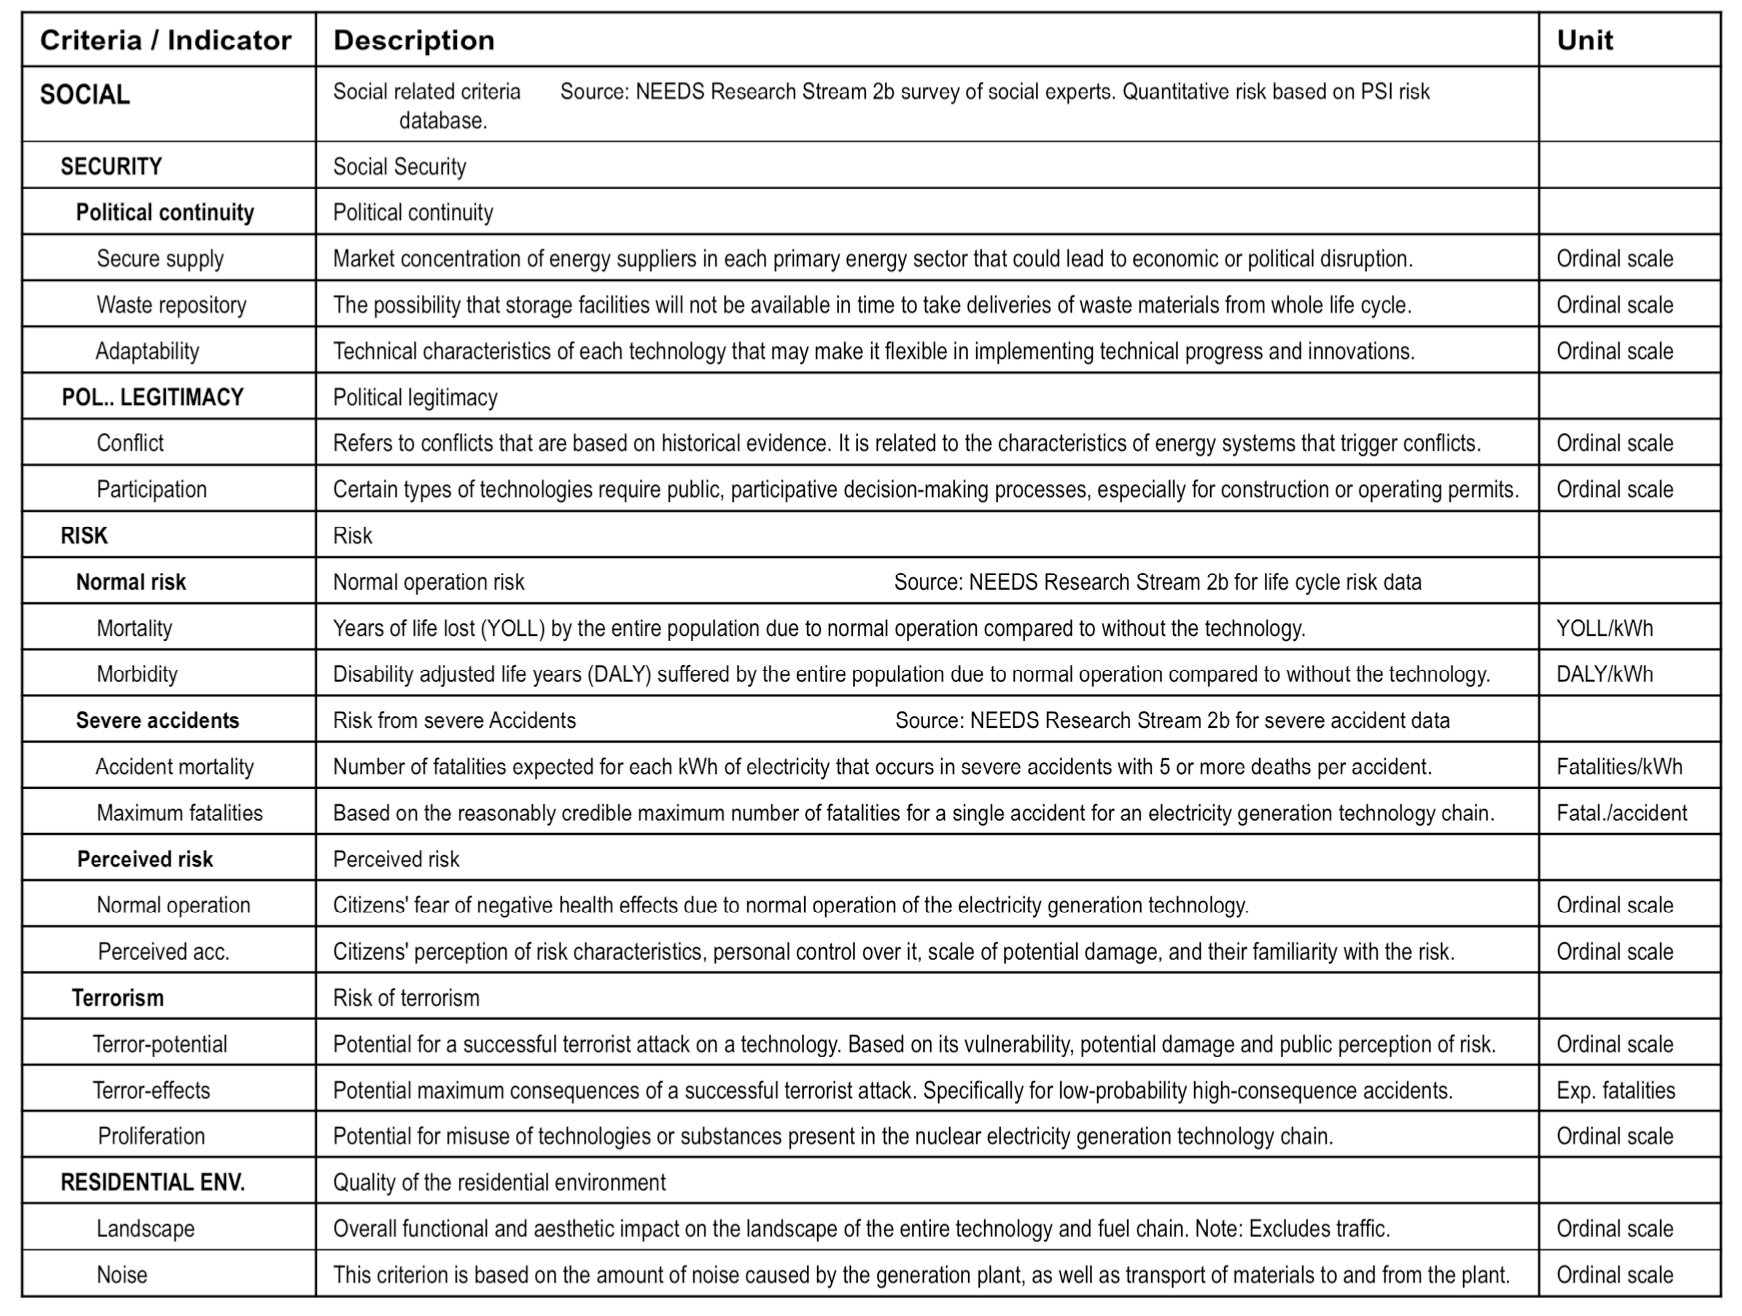 Criteria / Indicator Description Unit
SOCIAL Social related criteria Source: NEEDS Research Stream 2b survey of social experts. Quantitative risk based on PSI risk
database.
SECURITY Social Security
Political continuity Political continuity
Secure supply Market concentration of energy suppliers in each primary energy sector that could lead to economic or political disruption. Ordinal scale
Waste repository The possibility that storage facilities will not be available in time to take deliveries of waste materials from whole life cycle. Ordinal scale
Adaptability Technical characteristics of each technology that may make it flexible in implementing technical progress and innovations. Ordinal scale
POL.. LEGITIMACY Political legitimacy
Conflict Refers to conflicts that are based on historical evidence. It is related to the characteristics of energy systems that trigger conflicts. Ordinal scale
Participation Certain types of technologies require public, participative decision-making processes, especially for construction or operating permits. Ordinal scale
RISK Risk
Normal risk Normal operation risk Source: NEEDS Research Stream 2b for life cycle risk data
Mortality Years of life lost (YOLL) by the entire population due to normal operation compared to without the technology. YOLL/kWh
Morbidity Disability adjusted life years (DALY) suffered by the entire population due to normal operation compared to without the technology. DALY/kWh
Severe accidents Risk from severe Accidents Source: NEEDS Research Stream 2b for severe accident data
Accident mortality Number of fatalities expected for each kWh of electricity that occurs in severe accidents with 5 or more deaths per accident. Fatalities/kWh
Maximum fatalities Based on the reasonably credible maximum number of fatalities for a single accident for an electricity generation technology chain. Fatal./accident
Perceived risk Perceived risk
Normal operation Citizens' fear of negative health effects due to normal operation of the electricity generation technology. Ordinal scale
Perceived acc. Citizens' perception of risk characteristics, personal control over it, scale of potential damage, and their familiarity with the risk. Ordinal scale
Terrorism Risk of terrorism
Terror-potential Potential for a successful terrorist attack on a technology. Based on its vulnerability, potential damage and public perception of risk. Ordinal scale
Terror-effects Potential maximum consequences of a successful terrorist attack. Specifically for low-probability high-consequence accidents. Exp. fatalities
Proliferation Potential for misuse of technologies or substances present in the nuclear electricity generation technology chain. Ordinal scale
RESIDENTIAL ENV. Quality of the residential environment
Landscape Overall functional and aesthetic impact on the landscape of the entire technology and fuel chain. Note: Excludes traffic. Ordinal scale
Noise This criterion is based on the amount of noise caused by the generation plant, as well as transport of materials to and from the plant. Ordinal scale